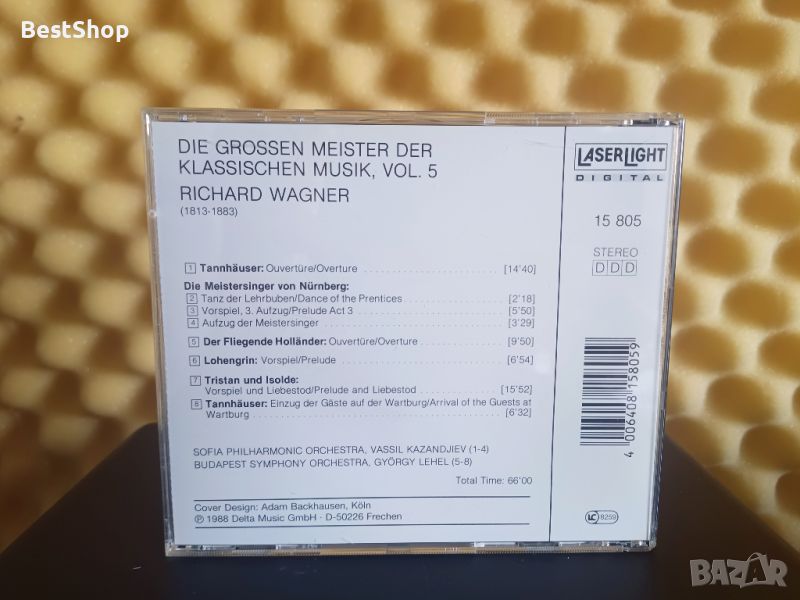 BestShop
DIE GROSSEN MEISTER DER
KLASSISCHEN MUSIK, VOL. 5
RICHARD WAGNER
(1813-1883)
1 Tannhäuser: Ouvertüre/Overture [14'40]
Die Meistersinger von Nürnberg:
2 Tanz der Lehrbuben/Dance of the Prentices [2'18]
3 Vorspiel, 3. Aufzug/Prelude Act 3 [5'50]
4 Aufzug der Meistersinger [3'29]
5 Der Fliegende Holländer: Ouvertüre/Overture [9'50]
6 Lohengrin: Vorspiel/Prelude [6'54]
7 Tristan und Isolde:
Vorspiel und Liebestod/Prelude and Liebestod [15'52]
8 Tannhäuser: Einzug der Gäste auf der Wartburg/Arrival of the Guests at
Wartburg [6'32]
SOFIA PHILHARMONIC ORCHESTRA, VASSIL KAZANDJIEV (1-4)
BUDAPEST SYMPHONY ORCHESTRA, GYÖRGY LEHEL (5-8)
Total Time: 66'00
Cover Design: Adam Backhausen, Köln
Ⓟ 1988 Delta Music GmbH · D-50226 Frechen
LASERLIGHT
DIGITAL
15 805
STEREO
DDD
4 006408 158059
LC 8259
BAZAR